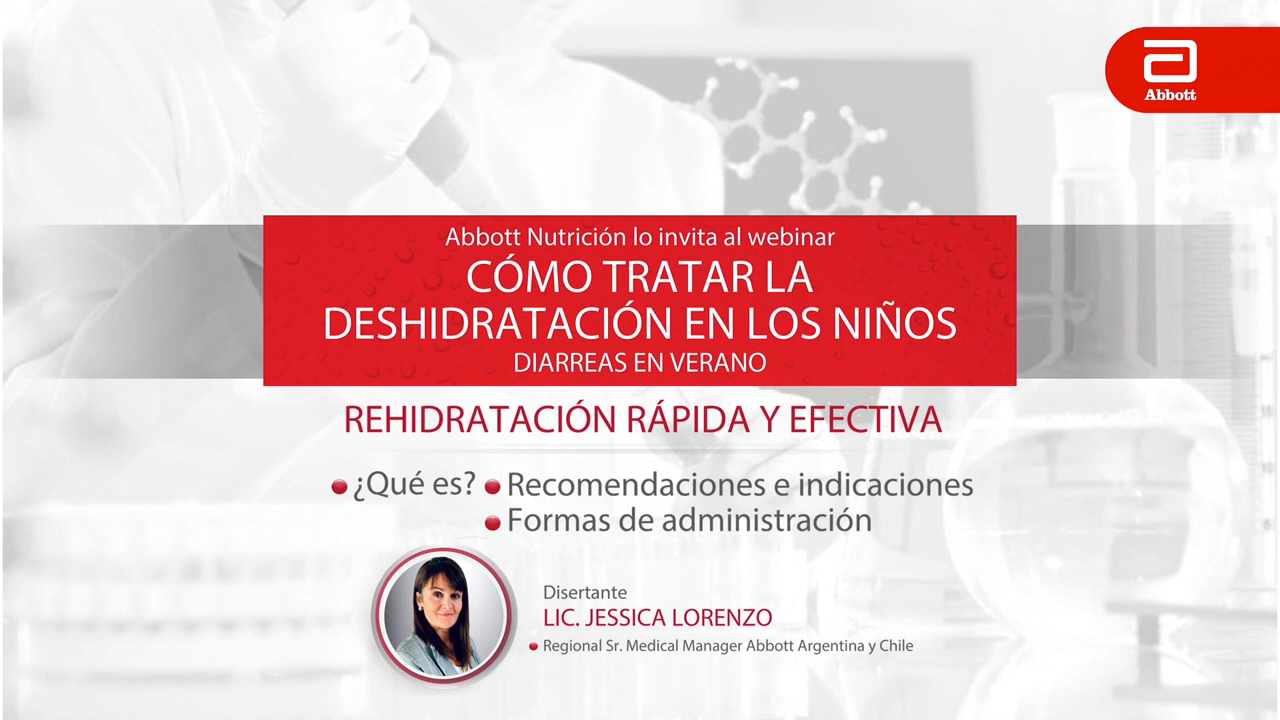 Abbott
Abbott Nutrición lo invita al webinar
CÓMO TRATAR LA
DESHIDRATACIÓN EN LOS NIÑOS
DIARREAS EN VERANO
REHIDRATACIÓN RÁPIDA Y EFECTIVA
¿Qué es? Recomendaciones e indicaciones
Formas de administración
Disertante
LIC. JESSICA LORENZO
Regional Sr. Medical Manager Abbott Argentina y Chile